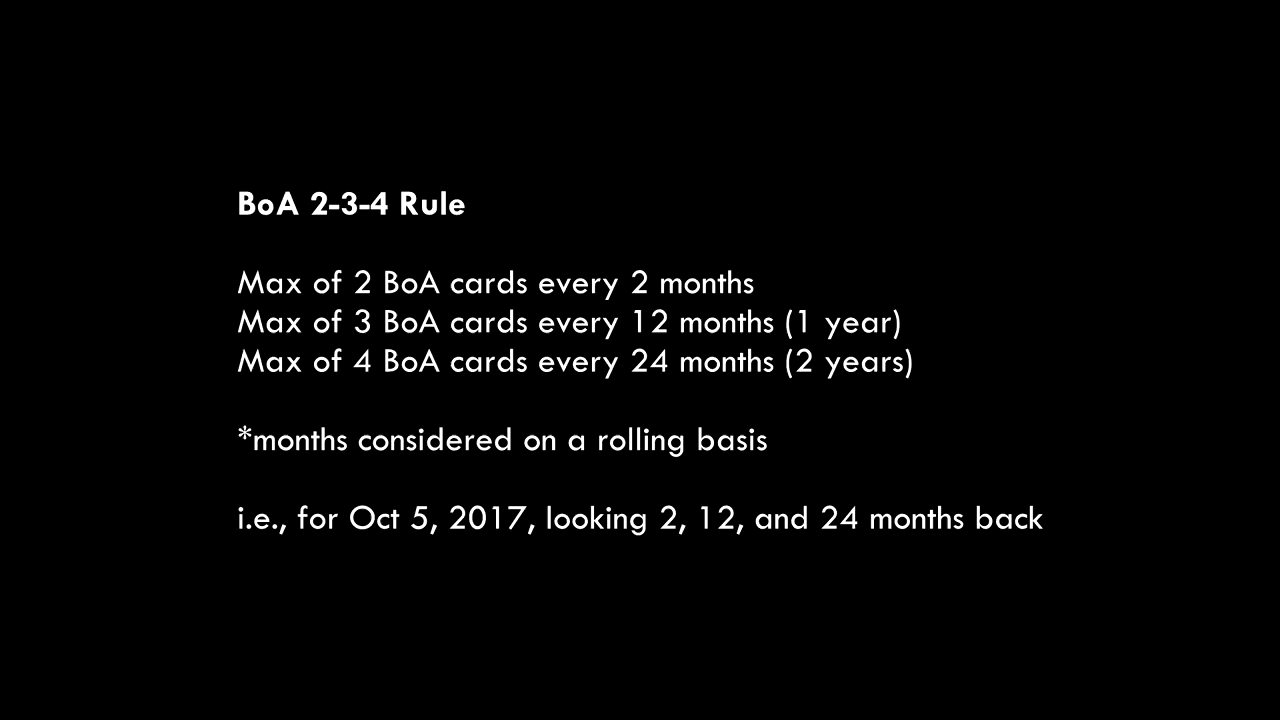 BoA 2-3-4 Rule
Max of 2 BoA cards every 2 months
Max of 3 BoA cards every 12 months (1 year)
Max of 4 BoA cards every 24 months (2 years)
*months considered on a rolling basis
i.e., for Oct 5, 2017, looking 2, 12, and 24 months back